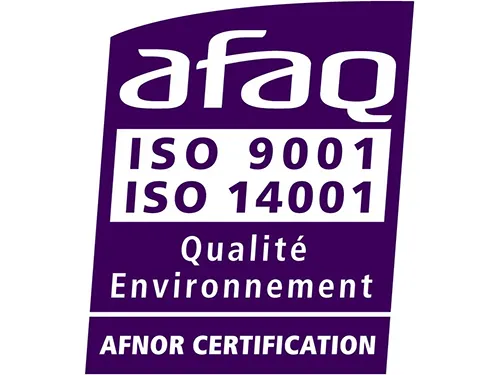 afaq
ISO 9001
ISO 14001
Qualité
Environnement
AFNOR CERTIFICATION